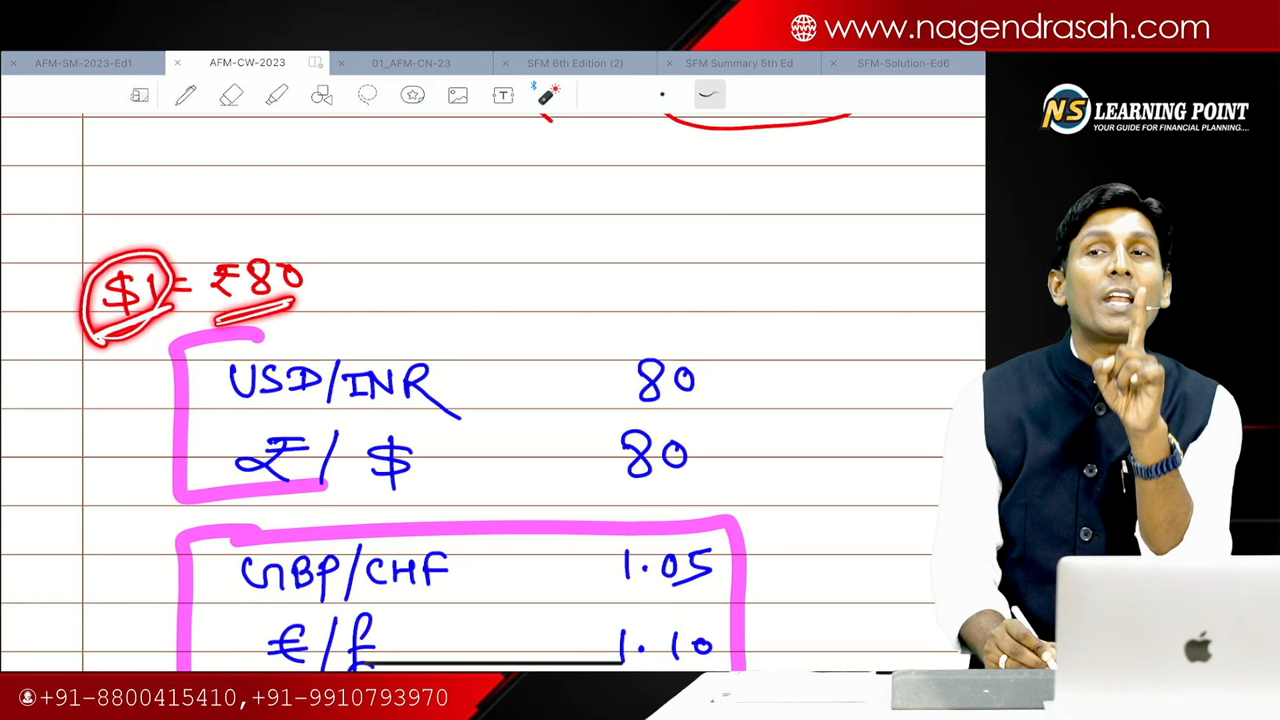 www.nagendrasah.com
AFM-SM-2023-Ed1
AFM-CW-2023
01_AFM-CN-23
SFM 6th Edition (2)
SFM Summary 5th Ed
SFM-Solution-Ed6
NS LEARNING POINT
YOUR GUIDE FOR FINANCIAL PLANNING....
$1 = ₹80
USD/INR 80
₹/$ 80
GBP/CHF 1.05
€/£ 1.10
+91-8800415410,+91-9910793970